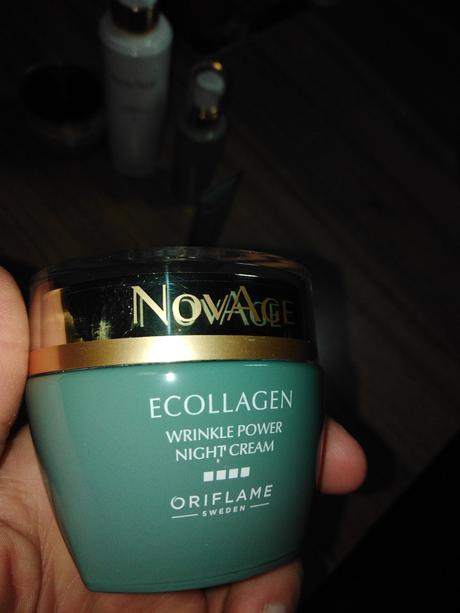 NOVAGE
ECOLLAGEN
WRINKLE POWER
NIGHT CREAM
ORIFLAME
SWEDEN